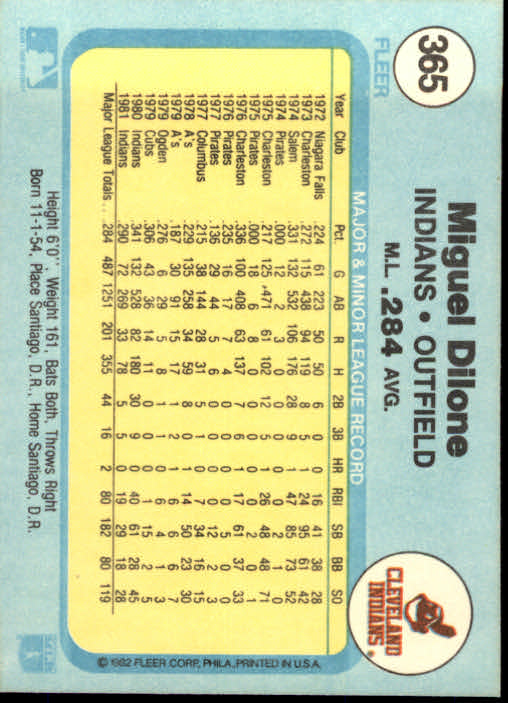 365
FLEER
Miguel Dilone
INDIANS • OUTFIELD
M.L. .284 AVG.
CLEVELAND
INDIANS
MAJOR & MINOR LEAGUE RECORD
Year Club Pct. G AB R H 2B 3B HR RBI SB BB SO
1972 Niagara Falls .224 61 223 50 50 6 0 0 16 41 38 28
1973 Charleston .272 115 438 94 119 8 5 1 24 95 61 42
1974 Salem .331 132 532 106 176 28 9 5 47 85 73 52
1974 Pirates .000 12 2 3 0 0 0 0 0 2 1 0
1975 Charleston .217 125 *471 61 102 12 5 0 26 48 48 71
1975 Pirates .000 18 6 8 0 0 0 0 0 2 0 1
1976 Charleston .336 100 408 63 137 7 6 1 17 61 37 33
1976 Pirates .235 16 17 7 4 0 0 0 0 5 0 0
1977 Pirates .136 29 44 5 6 0 0 0 0 12 2 3
1977 Columbus .215 38 144 28 31 5 3 0 7 34 16 15
1978 A's .229 135 258 34 59 8 0 1 14 50 23 30
1979 A's .187 30 91 15 17 1 2 1 6 6 6 7
1979 Ogden .276 6 29 5 8 1 1 0 1 4 3 6
1979 Cubs .306 43 36 14 11 0 0 0 1 15 2 5
1980 Indians .341 132 528 82 180 30 9 0 40 61 28 45
1981 Indians .290 72 269 33 78 5 5 0 19 29 18 28
Major League Totals .284 487 1251 201 355 44 16 2 80 182 80 119
Height 6'0", Weight 161, Bats Both, Throws Right
Born 11-1-54, Place Santiago, D.R., Home Santiago, D.R.
© 1982 FLEER CORP., PHILA., PRINTED IN U.S.A.